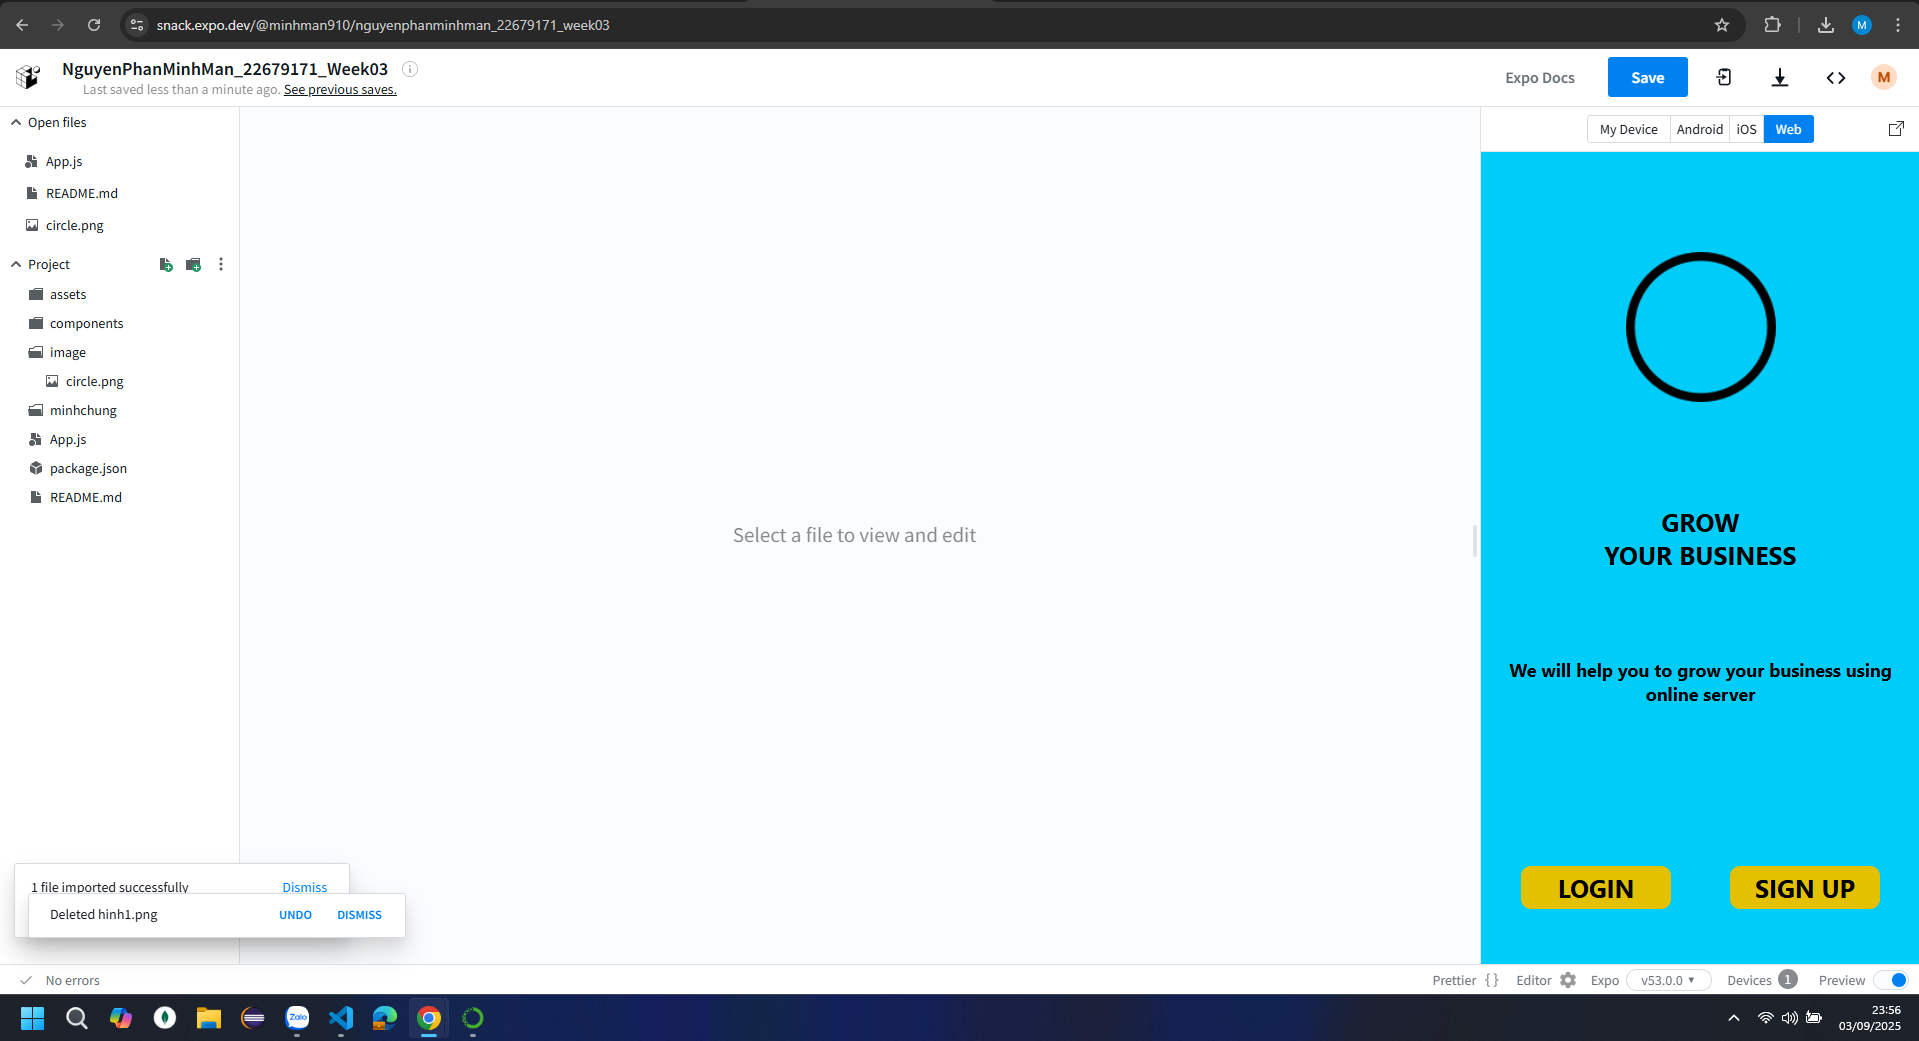 snack.expo.dev/@minhman910/nguyenphanminhman_22679171_week03
M
NguyenPhanMinhMan_22679171_Week03
Last saved less than a minute ago. See previous saves.
Expo Docs
Save
M
Open files
App.js
README.md
circle.png
Project
assets
components
image
circle.png
minhchung
App.js
package.json
README.md
Select a file to view and edit
My Device
Android
iOS
Web
GROW
YOUR BUSINESS
We will help you to grow your business using
online server
LOGIN
SIGN UP
1 file imported successfully
Dismiss
Deleted hinh1.png
UNDO
DISMISS
No errors
Prettier { }
Editor
Expo
v53.0.0
Devices 1
Preview
Zalo
23:56
03/09/2025